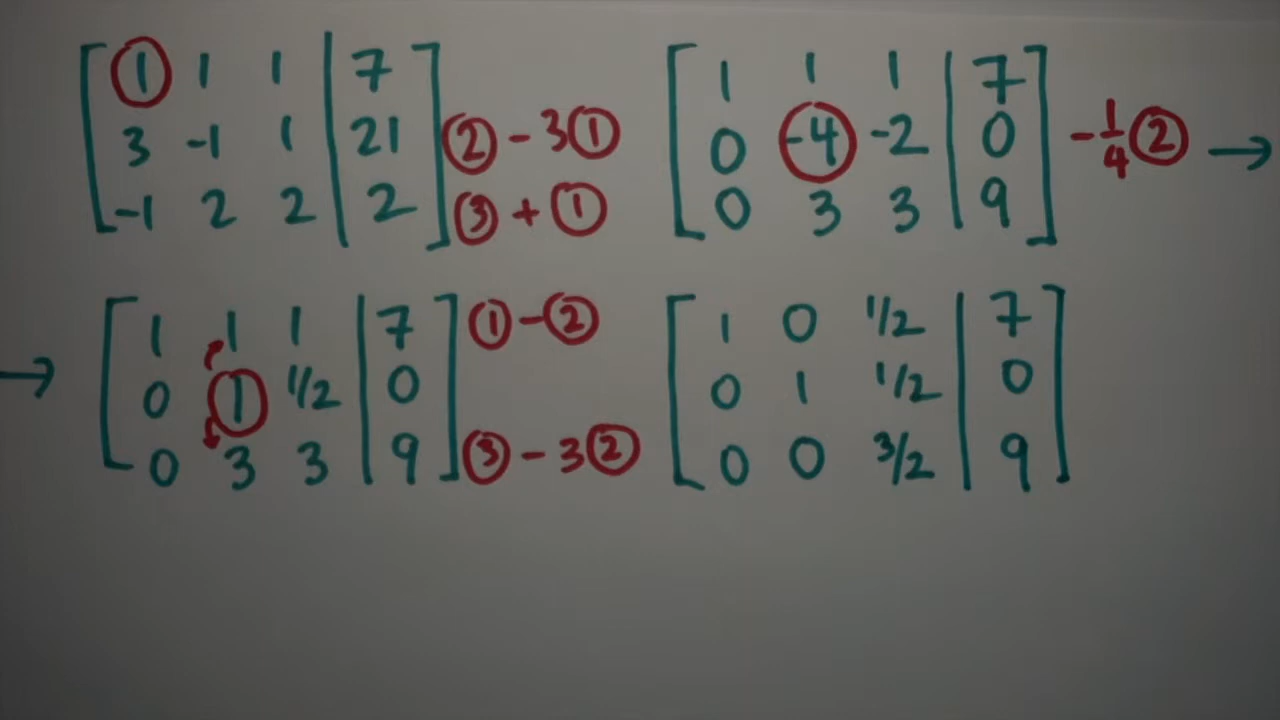 1 1 1 | 7 1 1 1 | 7
3 -1 1 | 21 ② - 3① 0 -4 -2 | 0 -1/4 ② →
-1 2 2 | 2 ③ + ① 0 3 3 | 9
1 1 1 | 7 ① - ② 1 0 1/2 | 7
→ 0 1 1/2 | 0 0 1 1/2 | 0
0 3 3 | 9 ③ - 3② 0 0 3/2 | 9